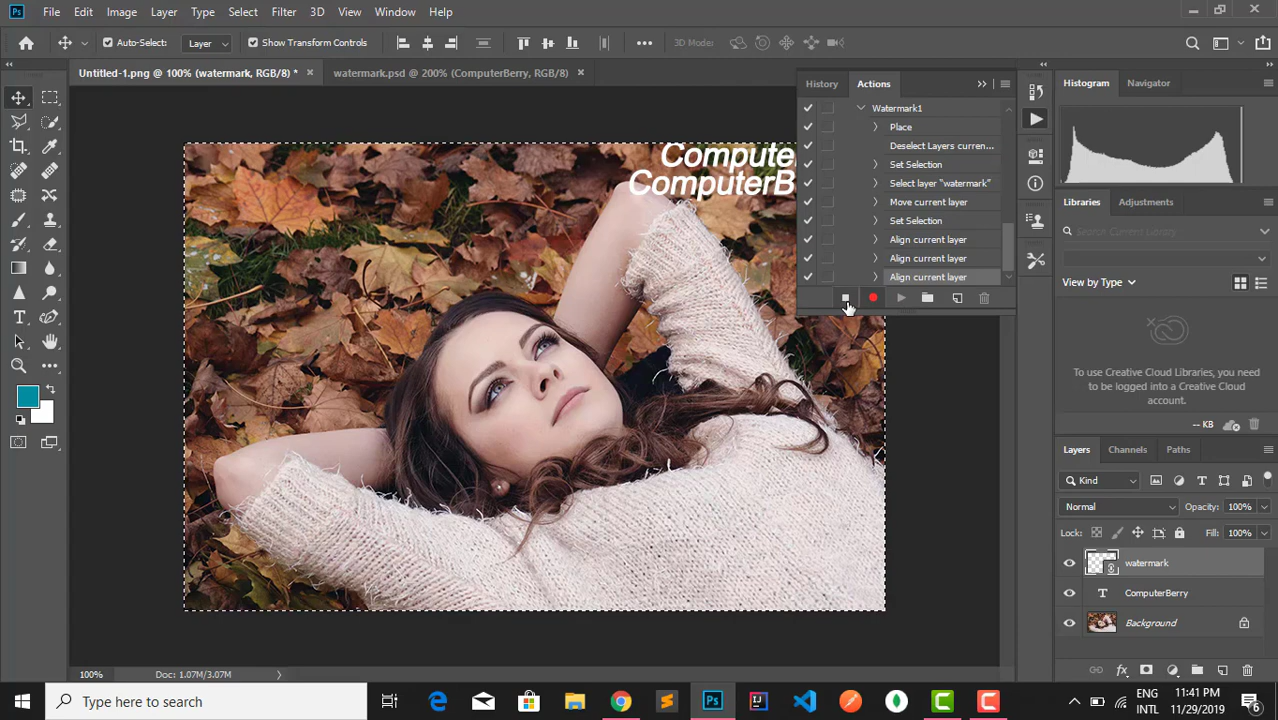 File Edit Image Layer Type Select Filter 3D View Window Help
Auto-Select: Layer Show Transform Controls 3D Mode:
Untitled-1.png @ 100% (watermark, RGB/8) * watermark.psd @ 200% (ComputerBerry, RGB/8)
History Actions
Watermark1
Place
Deselect Layers curren...
Set Selection
Select layer "watermark"
Move current layer
Set Selection
Align current layer
Align current layer
Align current layer
Compute
ComputerB
Histogram Navigator
Libraries Adjustments
Search Current Library
View by Type
To use Creative Cloud Libraries, you
need to be logged into a Creative Cloud
account.
-- KB
Layers Channels Paths
Kind
Normal Opacity: 100%
Lock: Fill: 100%
watermark
ComputerBerry
Background
100% Doc: 1.07M/3.07M
Type here to search
ENG 11:41 PM
INTL 11/29/2019 6